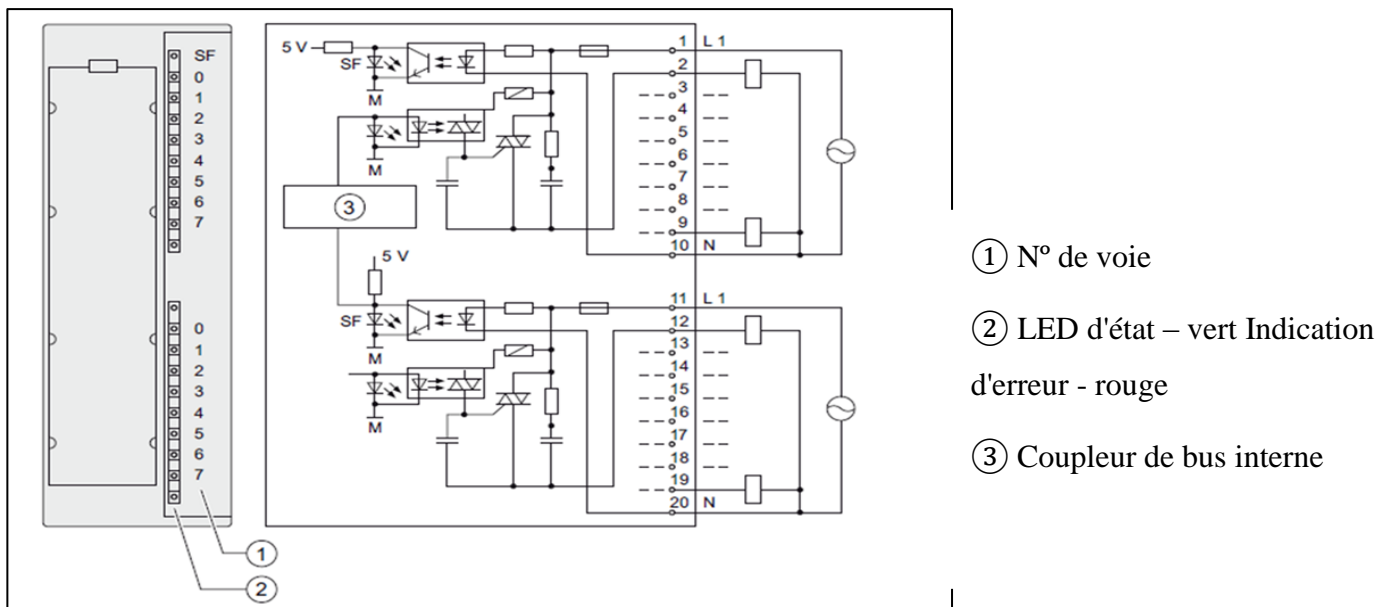 SF
0
1
2
3
4
5
6
7
0
1
2
3
4
5
6
7
①
②
5 V
SF
M
M
③
5 V
SF
M
M
1 L 1
2
3
4
5
6
7
8
9
10 N
11 L 1
12
13
14
15
16
17
18
19
20 N
① Nº de voie
② LED d'état – vert Indication
d'erreur - rouge
③ Coupleur de bus interne